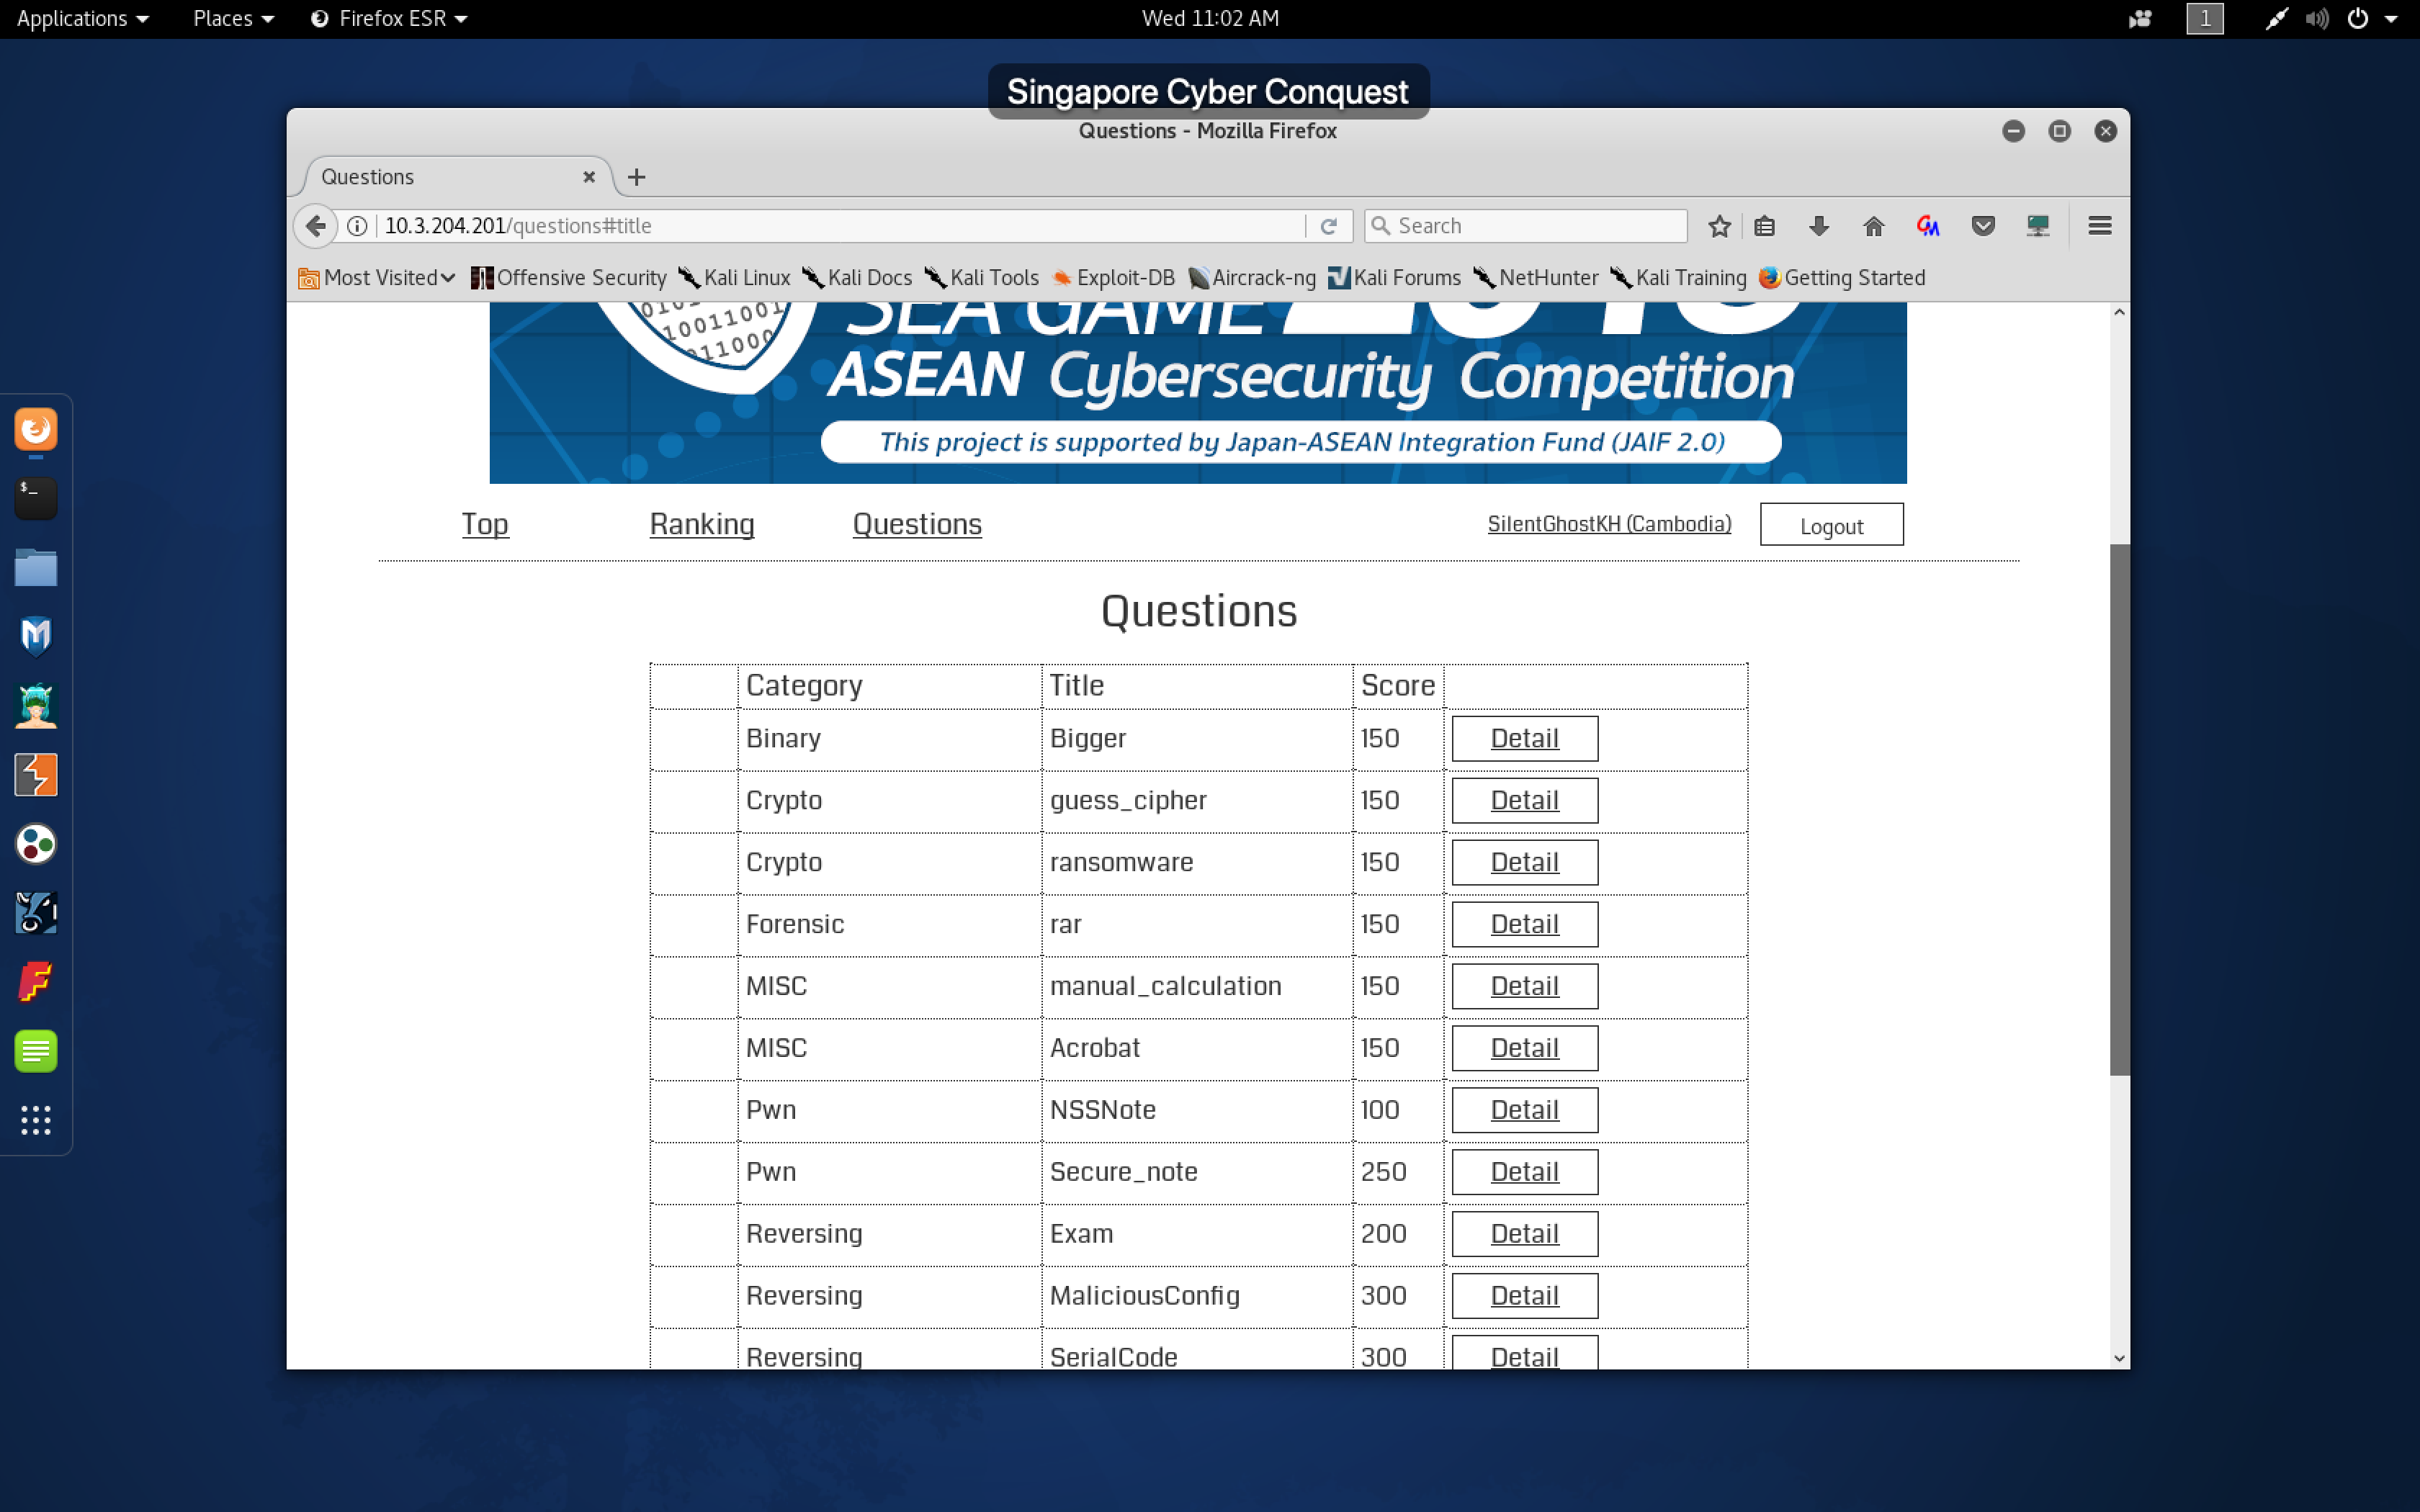 Applications Places Firefox ESR Wed 11:02 AM 1
Singapore Cyber Conquest
Questions - Mozilla Firefox
Questions
10.3.204.201/questions#title Search
Most Visited Offensive Security Kali Linux Kali Docs Kali Tools Exploit-DB Aircrack-ng Kali Forums NetHunter Kali Training Getting Started
SEA GAME
10011001
11000
ASEAN Cybersecurity Competition
This project is supported by Japan-ASEAN Integration Fund (JAIF 2.0)
Top Ranking Questions SilentGhostKH (Cambodia) Logout
Questions
Category Title Score
Binary Bigger 150 Detail
Crypto guess_cipher 150 Detail
Crypto ransomware 150 Detail
Forensic rar 150 Detail
MISC manual_calculation 150 Detail
MISC Acrobat 150 Detail
Pwn NSSNote 100 Detail
Pwn Secure_note 250 Detail
Reversing Exam 200 Detail
Reversing MaliciousConfig 300 Detail
Reversing SerialCode 300 Detail